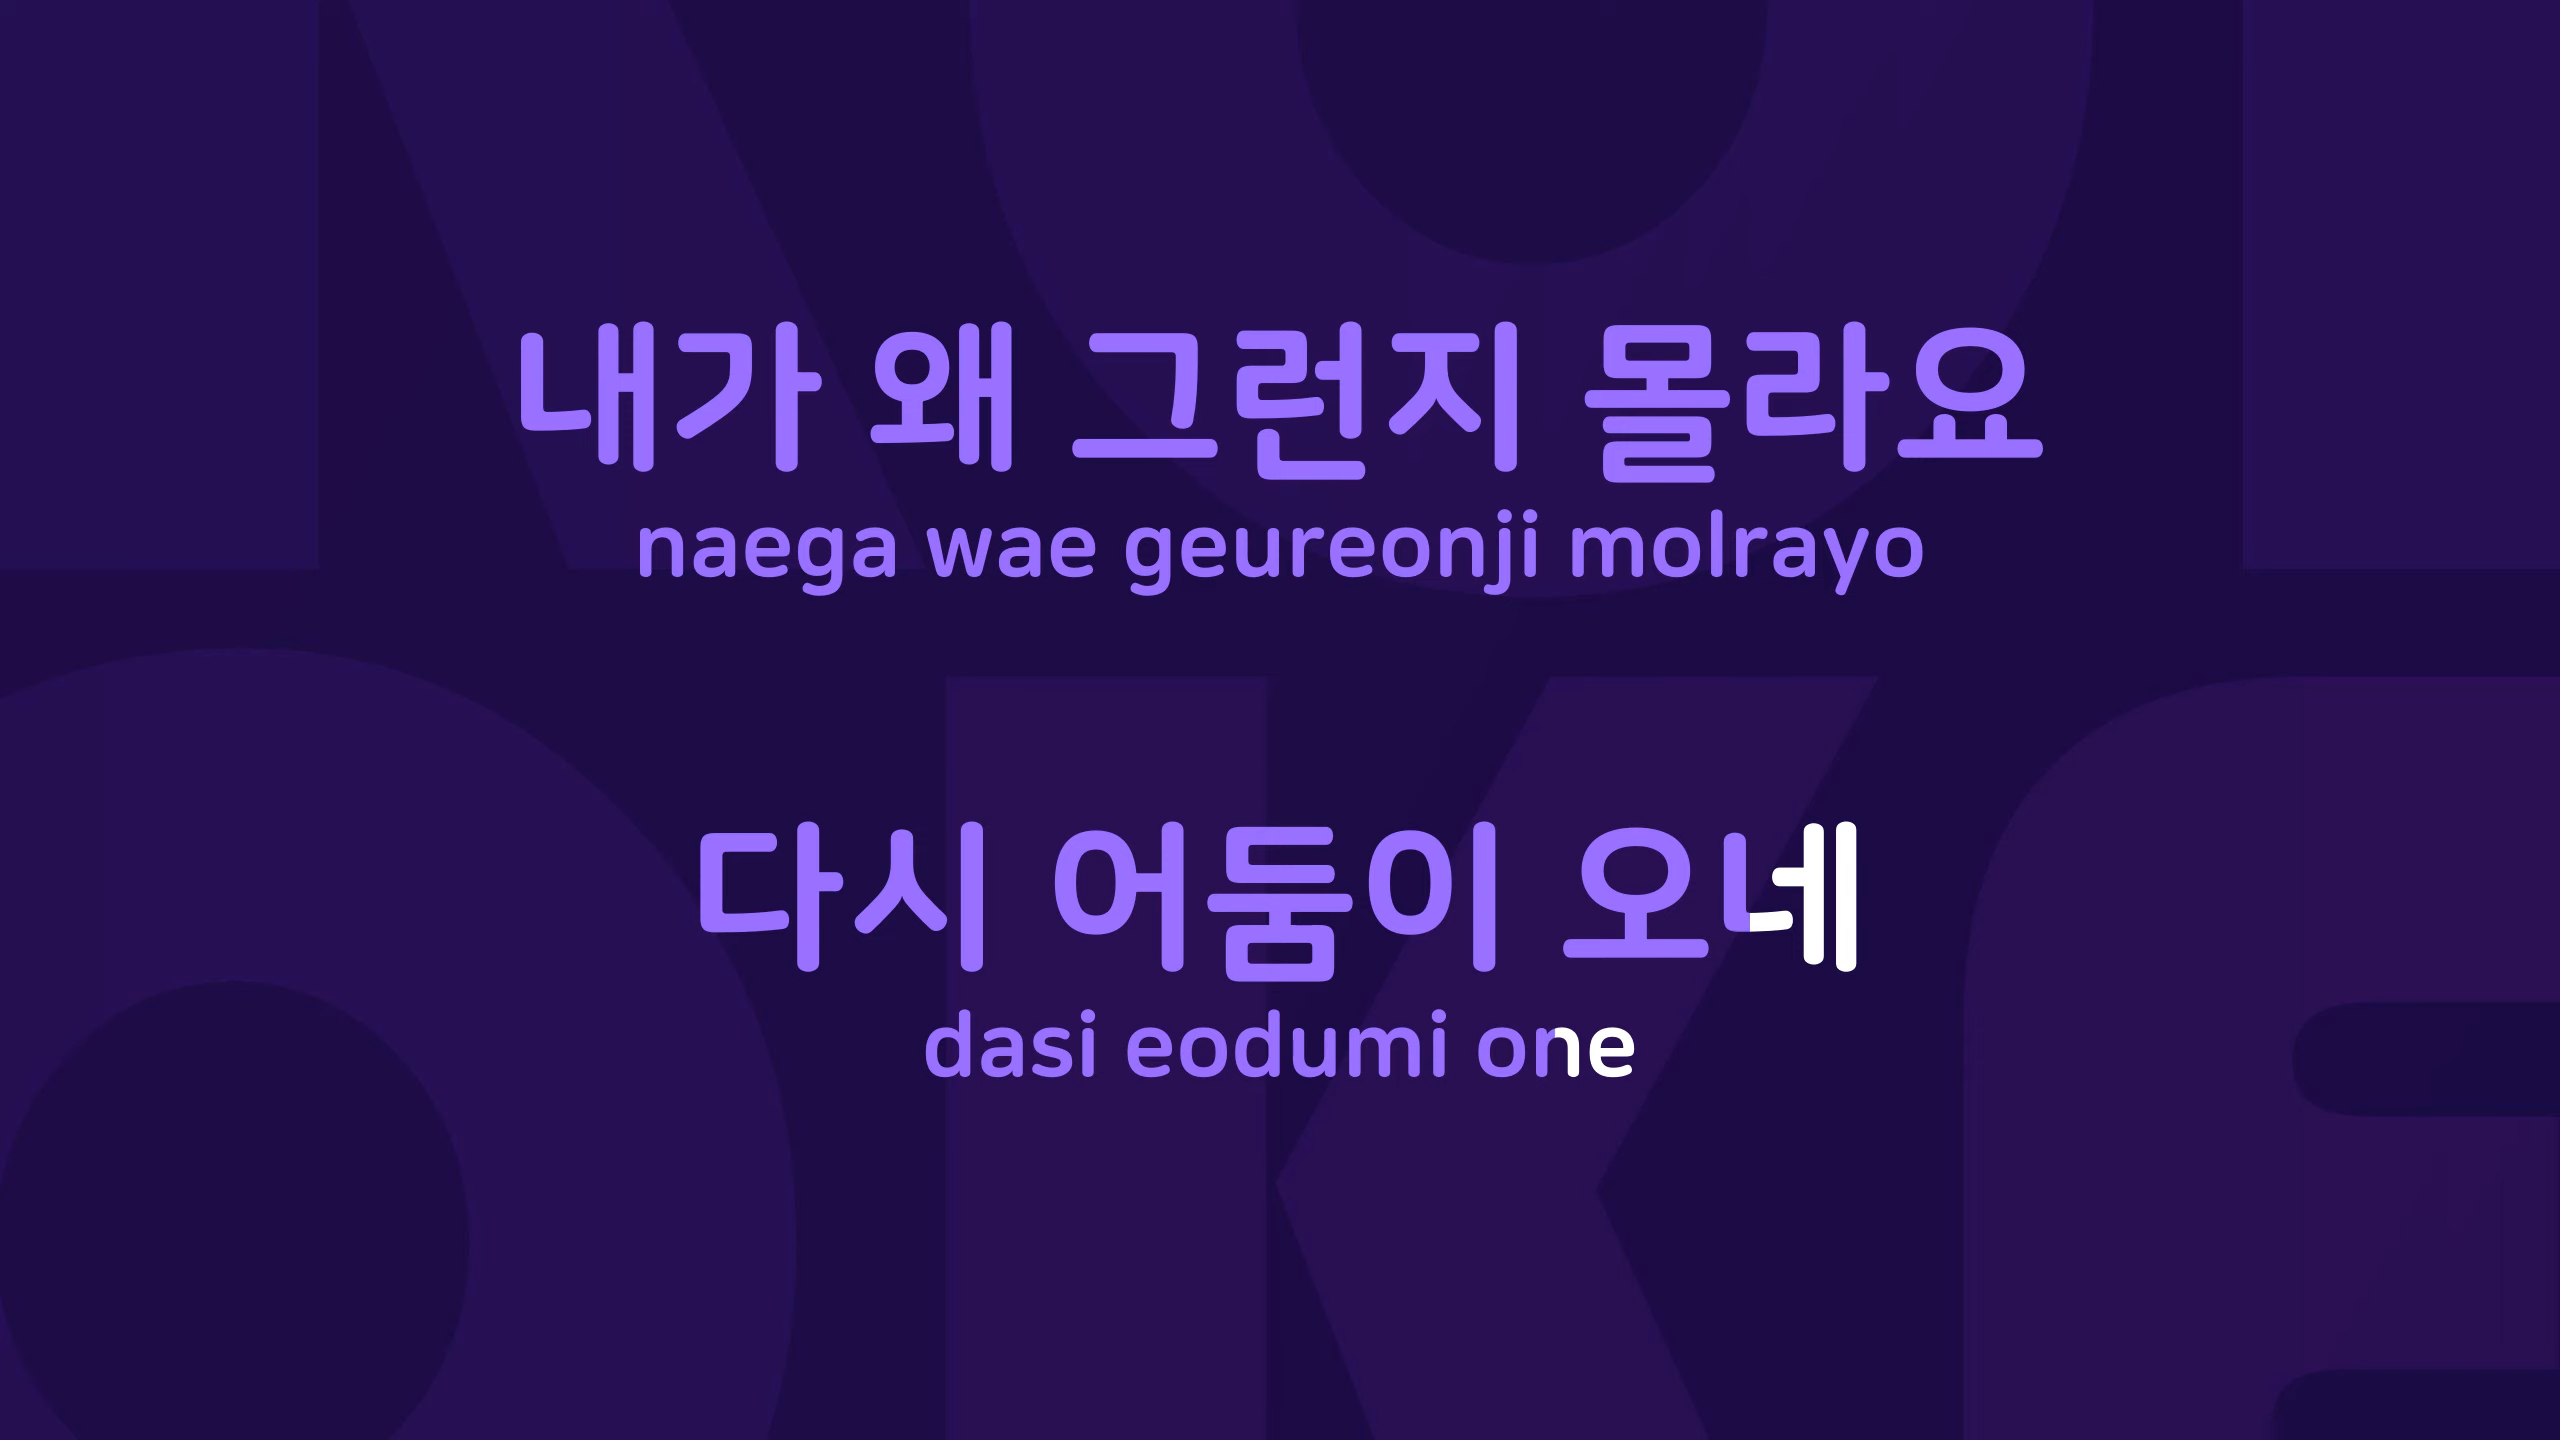 내가 왜 그런지 몰라요
naega wae geureonji molrayo
다시 어둠이 오네
dasi eodumi one